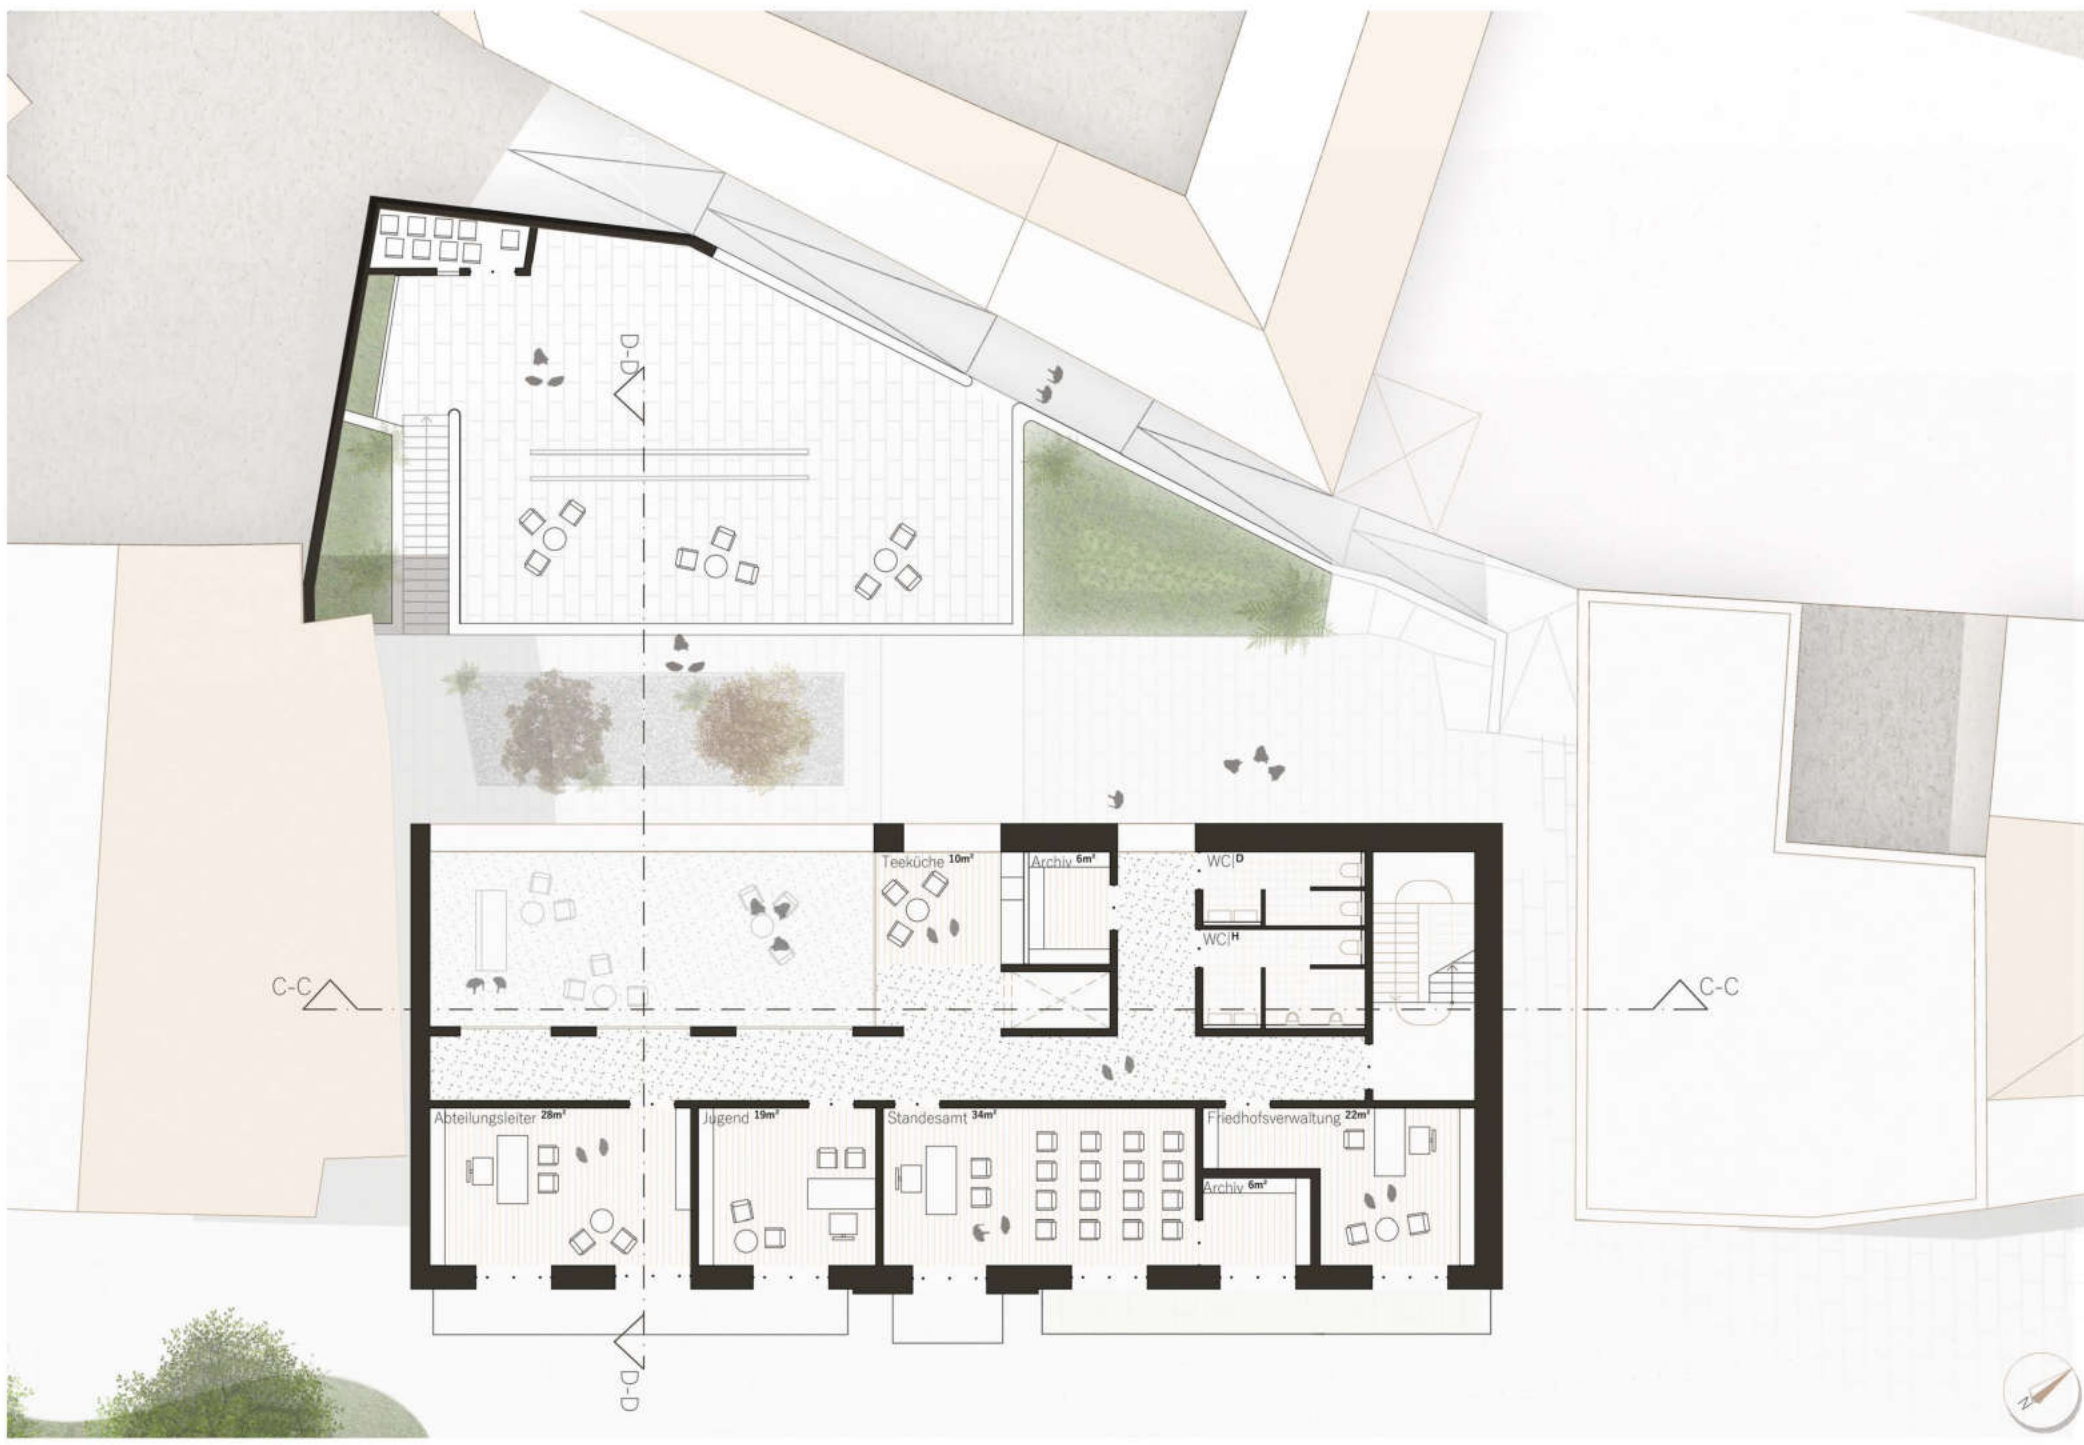 D-D
Teeküche 10m²
Archiv 6m²
WC|D
WC|H
C-C
C-C
Abteilungsleiter 28m²
Jugend 19m²
Standesamt 34m²
Friedhofsverwaltung 22m²
Archiv 6m²
D-D
N